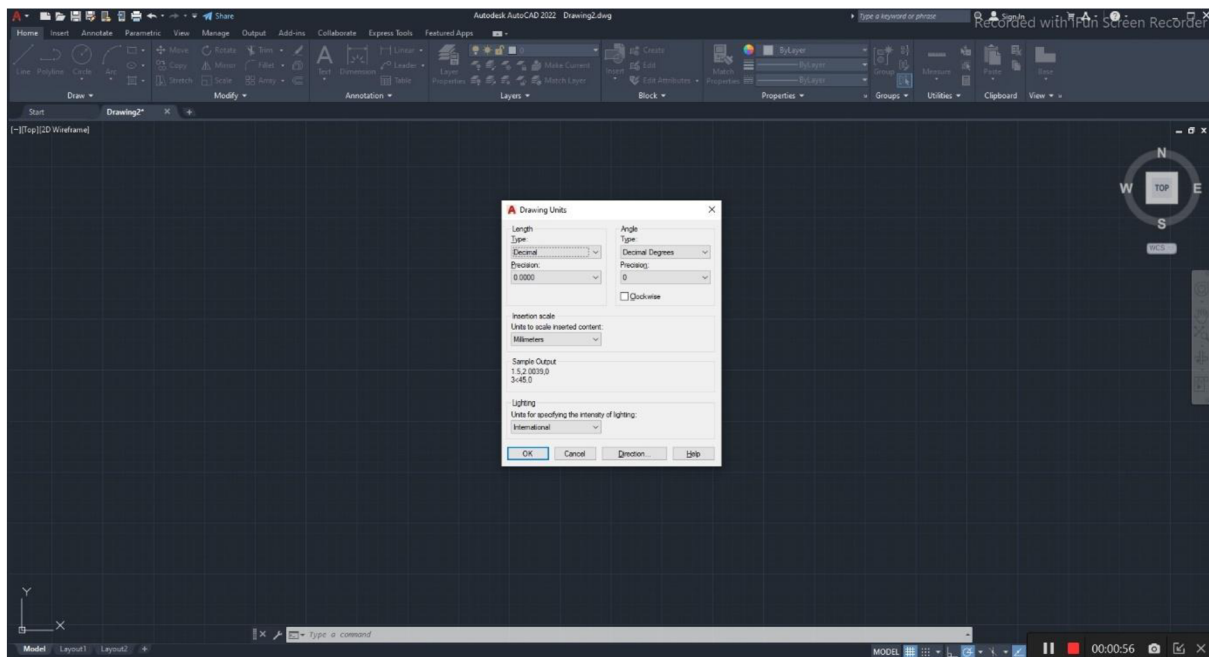 Share
Autodesk AutoCAD 2022 Drawing2.dwg
Type a keyword or phrase
Sign In
Recorded with iFun Screen Recorder
Home Insert Annotate Parametric View Manage Output Add-ins Collaborate Express Tools Featured Apps
Line Polyline Circle Arc
Move Rotate Trim
Copy Mirror Fillet
Stretch Scale Array
Text Dimension
Linear
Leader
Table
Layer Properties
Make Current
Match Layer
Insert
Create
Edit
Edit Attributes
Match Properties
ByLayer
ByLayer
ByLayer
Group
Measure
Paste
Base
Draw Modify Annotation Layers Block Properties Groups Utilities Clipboard View
Start Drawing2*
[−][Top][2D Wireframe]
N
W TOP E
S
WCS
Drawing Units
Length
Type:
Decimal
Precision:
0.0000
Angle
Type:
Decimal Degrees
Precision:
0
Clockwise
Insertion scale
Units to scale inserted content:
Millimeters
Sample Output
1.5,2.0039,0
3<45,0
Lighting
Units for specifying the intensity of lighting:
International
OK Cancel Direction... Help
Y
X
Type a command
Model Layout1 Layout2 +
MODEL
00:00:56